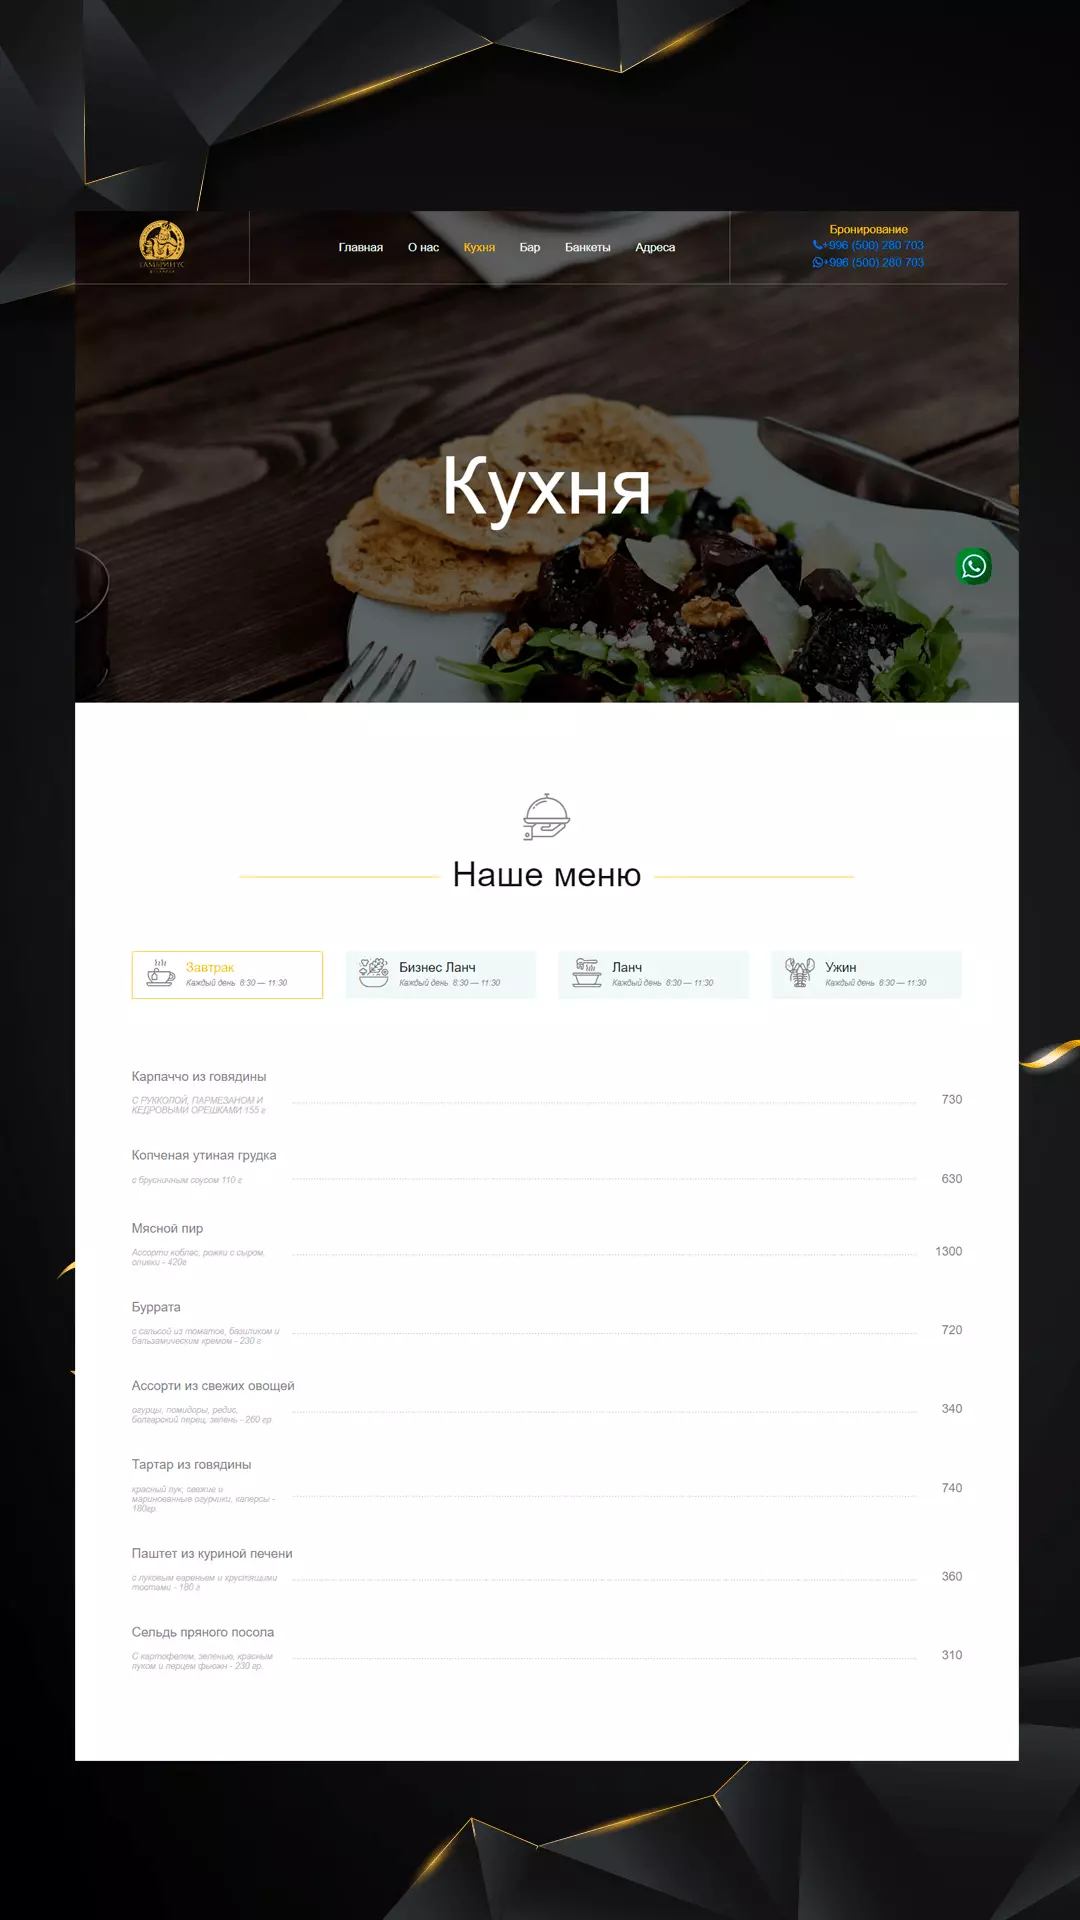 ГАМБРИНУС
Главная
О нас
Кухня
Бар
Банкеты
Адреса
Бронирование
+996 (500) 280 703
+996 (500) 280 703
Кухня
Наше меню
Завтрак
Каждый день 8:30 — 11:30
Бизнес Ланч
Каждый день 8:30 — 11:30
Ланч
Каждый день 8:30 — 11:30
Ужин
Каждый день 8:30 — 11:30
Карпаччо из говядины
С РУККОЛОЙ, ПАРМЕЗАНОМ И
КЕДРОВЫМИ ОРЕШКАМИ 155 г
730
Копченая утиная грудка
с брусничным соусом 110 г
630
Мясной пир
Ассорти колбас, рожки с сыром,
оливки - 420г
1300
Буррата
с сальсой из томатов, базиликом и
бальзамическим кремом - 230 г
720
Ассорти из свежих овощей
огурцы, помидоры, редис,
болгарский перец, зелень - 260 гр.
340
Тартар из говядины
красный лук, свежие и
маринованные огурчики, каперсы -
180гр.
740
Паштет из куриной печени
с луковым вареньем и хрустящими
тостами - 180 г
360
Сельдь пряного посола
С картофелем, зеленью, красным
луком и перцем фьюжн - 230 гр.
310